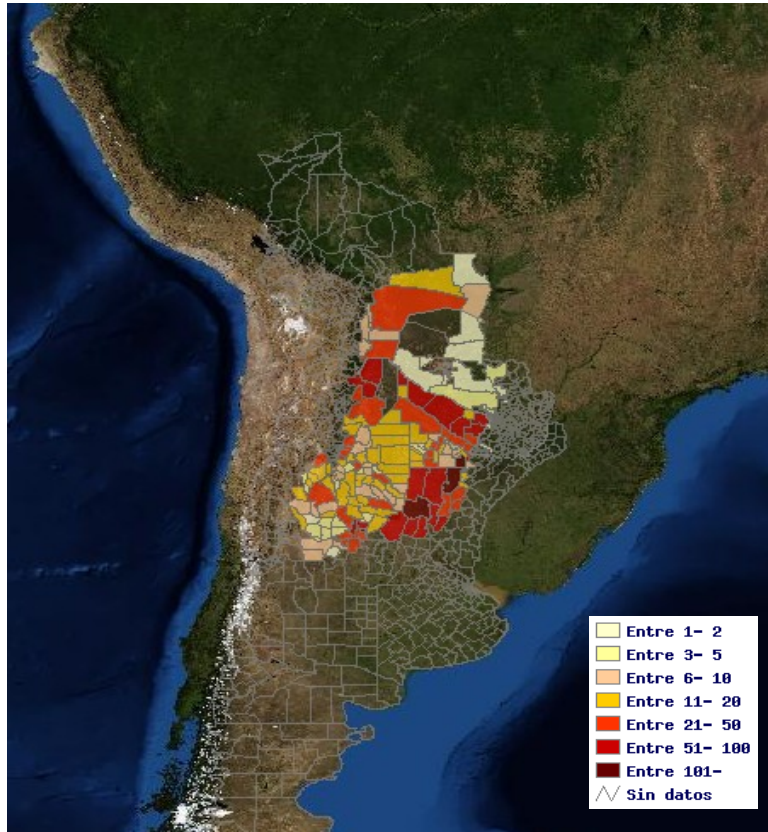 Entre 1- 2
Entre 3- 5
Entre 6- 10
Entre 11- 20
Entre 21- 50
Entre 51- 100
Entre 101-
Sin datos